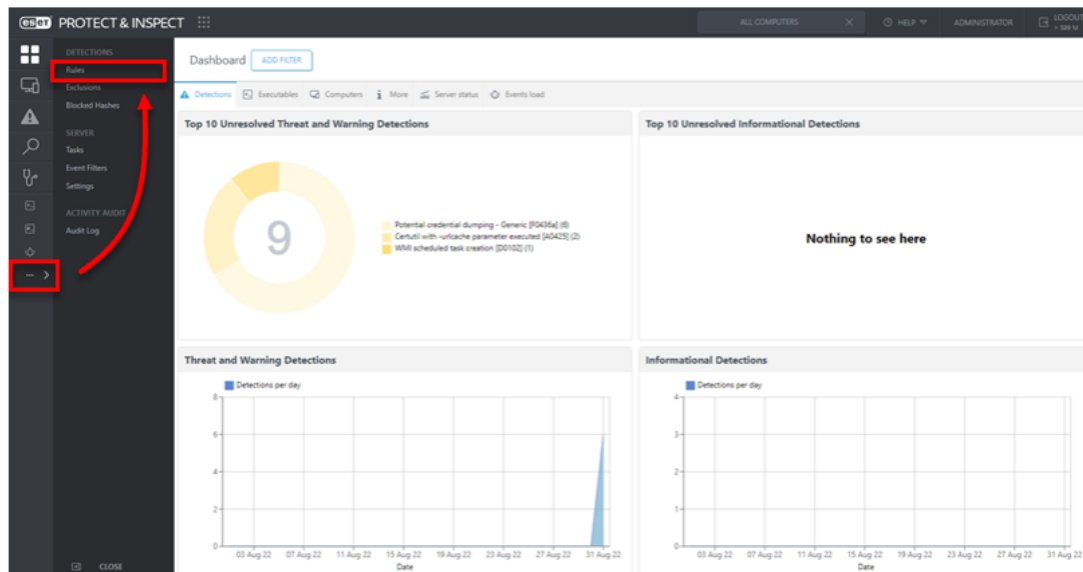 eset PROTECT & INSPECT
ALL COMPUTERS
HELP
ADMINISTRATOR
LOGOUT
DETECTIONS
Rules
Exclusions
Blocked Hashes
SERVER
Tasks
Event Filters
Settings
ACTIVITY AUDIT
Audit Log
CLOSE
Dashboard
ADD FILTER
Detections
Executables
Computers
More
Server status
Events load
Top 10 Unresolved Threat and Warning Detections
9
Potential credential dumping - Generic [F0436a] (6)
Certutil with -urlcache parameter executed [A0425] (2)
WMI scheduled task creation [D0102] (1)
Top 10 Unresolved Informational Detections
Nothing to see here
Threat and Warning Detections
Detections per day
8
6
4
2
0
03 Aug 22 07 Aug 22 11 Aug 22 15 Aug 22 19 Aug 22 23 Aug 22 27 Aug 22 31 Aug 22
Date
Informational Detections
Detections per day
4
3
2
1
0
03 Aug 22 07 Aug 22 11 Aug 22 15 Aug 22 19 Aug 22 23 Aug 22 27 Aug 22 31 Aug 22
Date